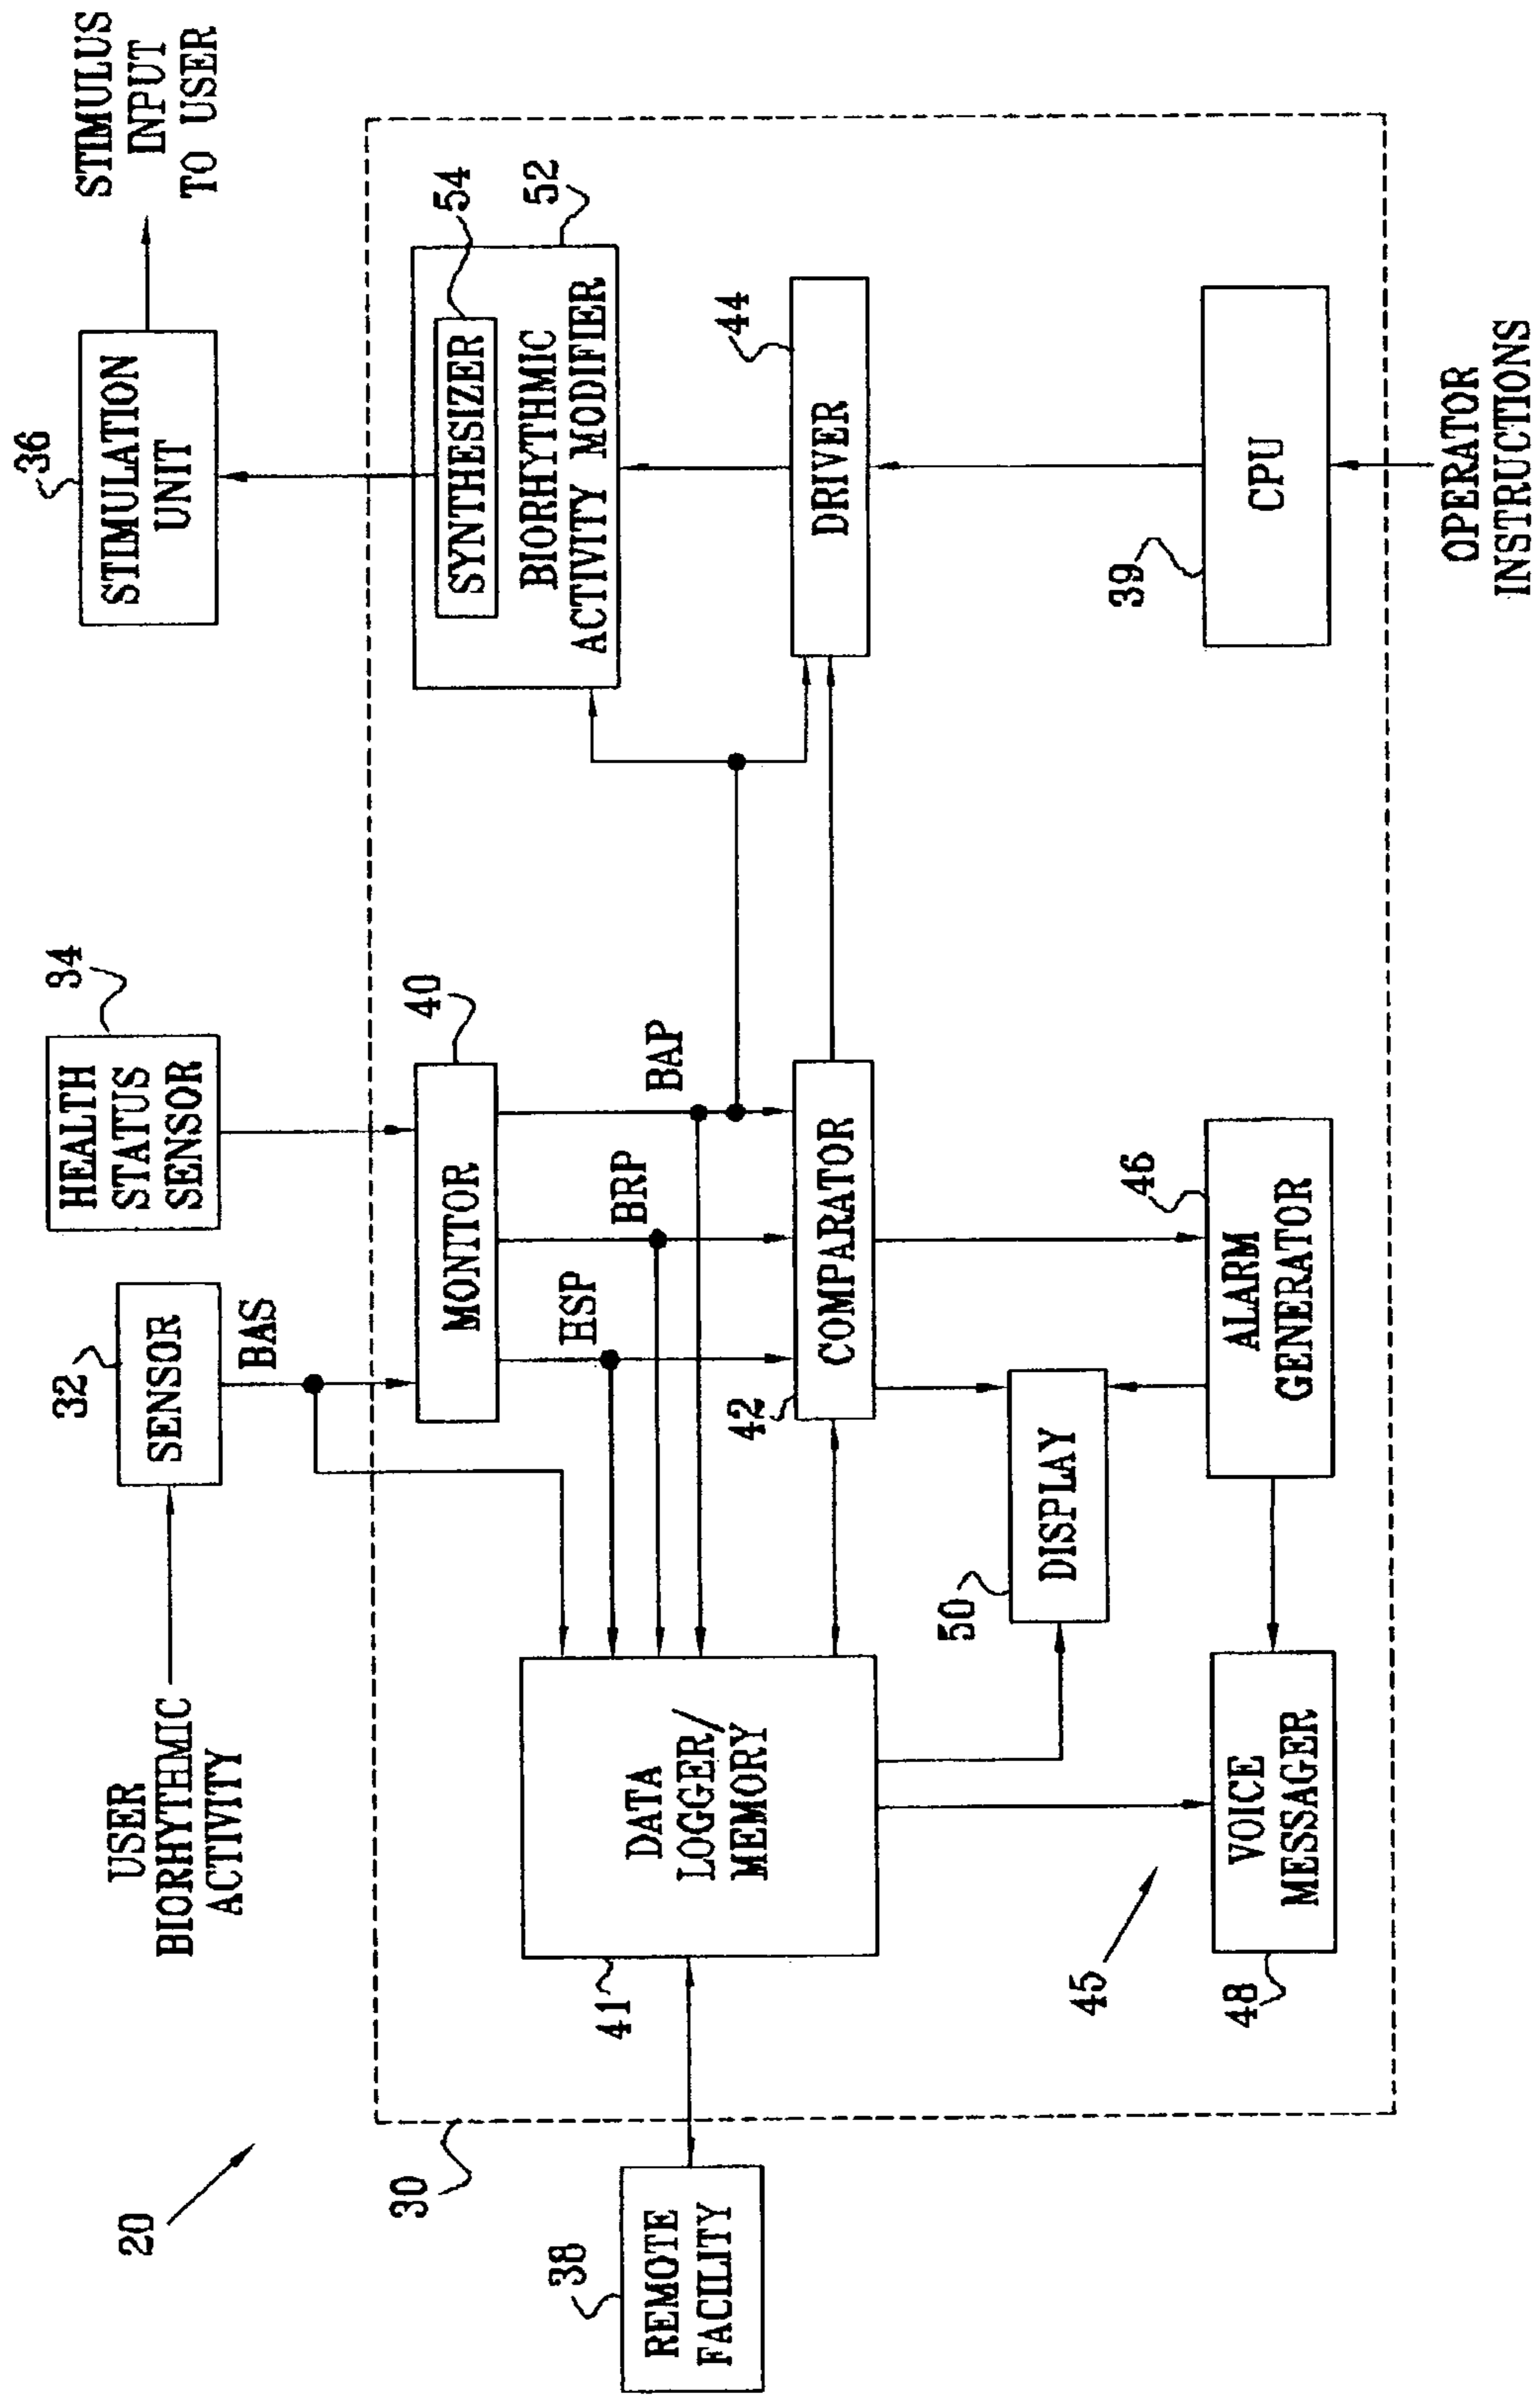 20
USER
BIORHYTHMIC
ACTIVITY
32
SENSOR
BAS
HEALTH
STATUS
SENSOR
34
36
STIMULATION
UNIT
STIMULUS
INPUT
TO USER
30
38
REMOTE
FACILITY
41
DATA
LOGGER/
MEMORY
MONITOR
40
HSP
BRP
BAP
42
COMPARATOR
SYNTHESIZER
54
BIORHYTHMIC
ACTIVITY MODIFIER
52
DRIVER
44
50
DISPLAY
45
48
VOICE
MESSAGER
ALARM
GENERATOR
46
39
CPU
OPERATOR
INSTRUCTIONS